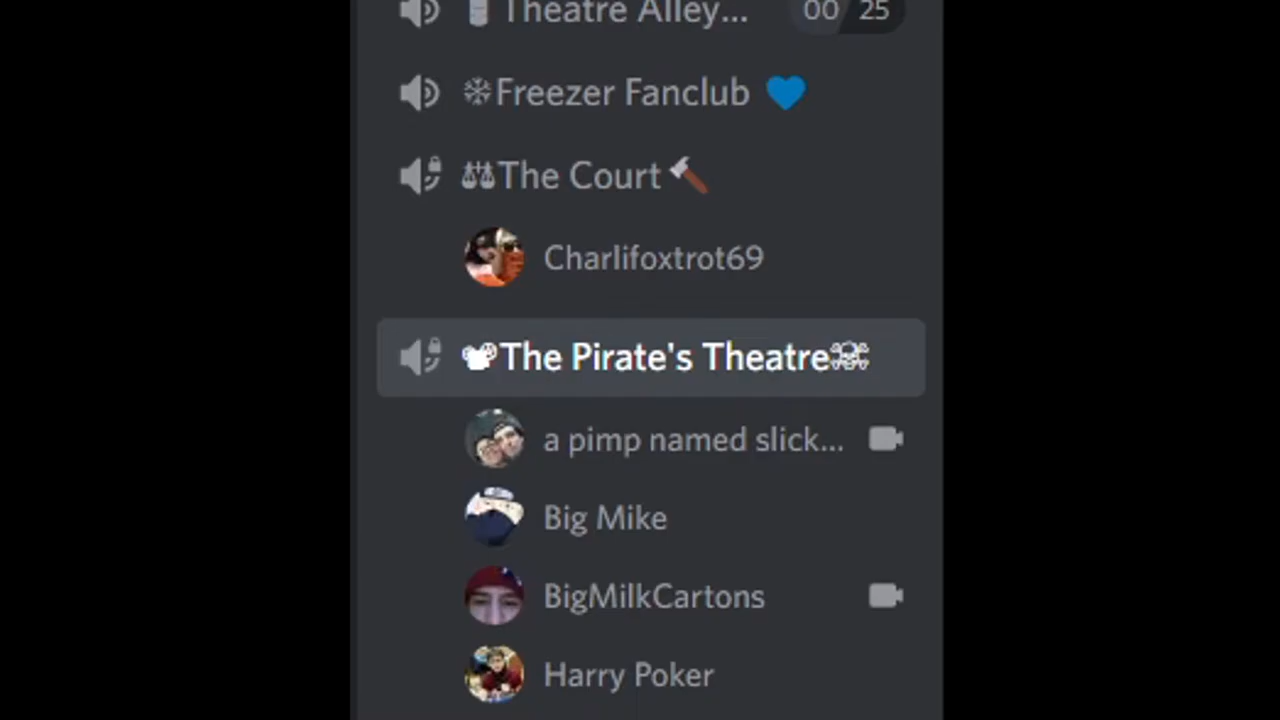 Theatre Alley... 00 25
Freezer Fanclub
The Court
Charlifoxtrot69
The Pirate's Theatre
a pimp named slick...
Big Mike
BigMilkCartons
Harry Poker